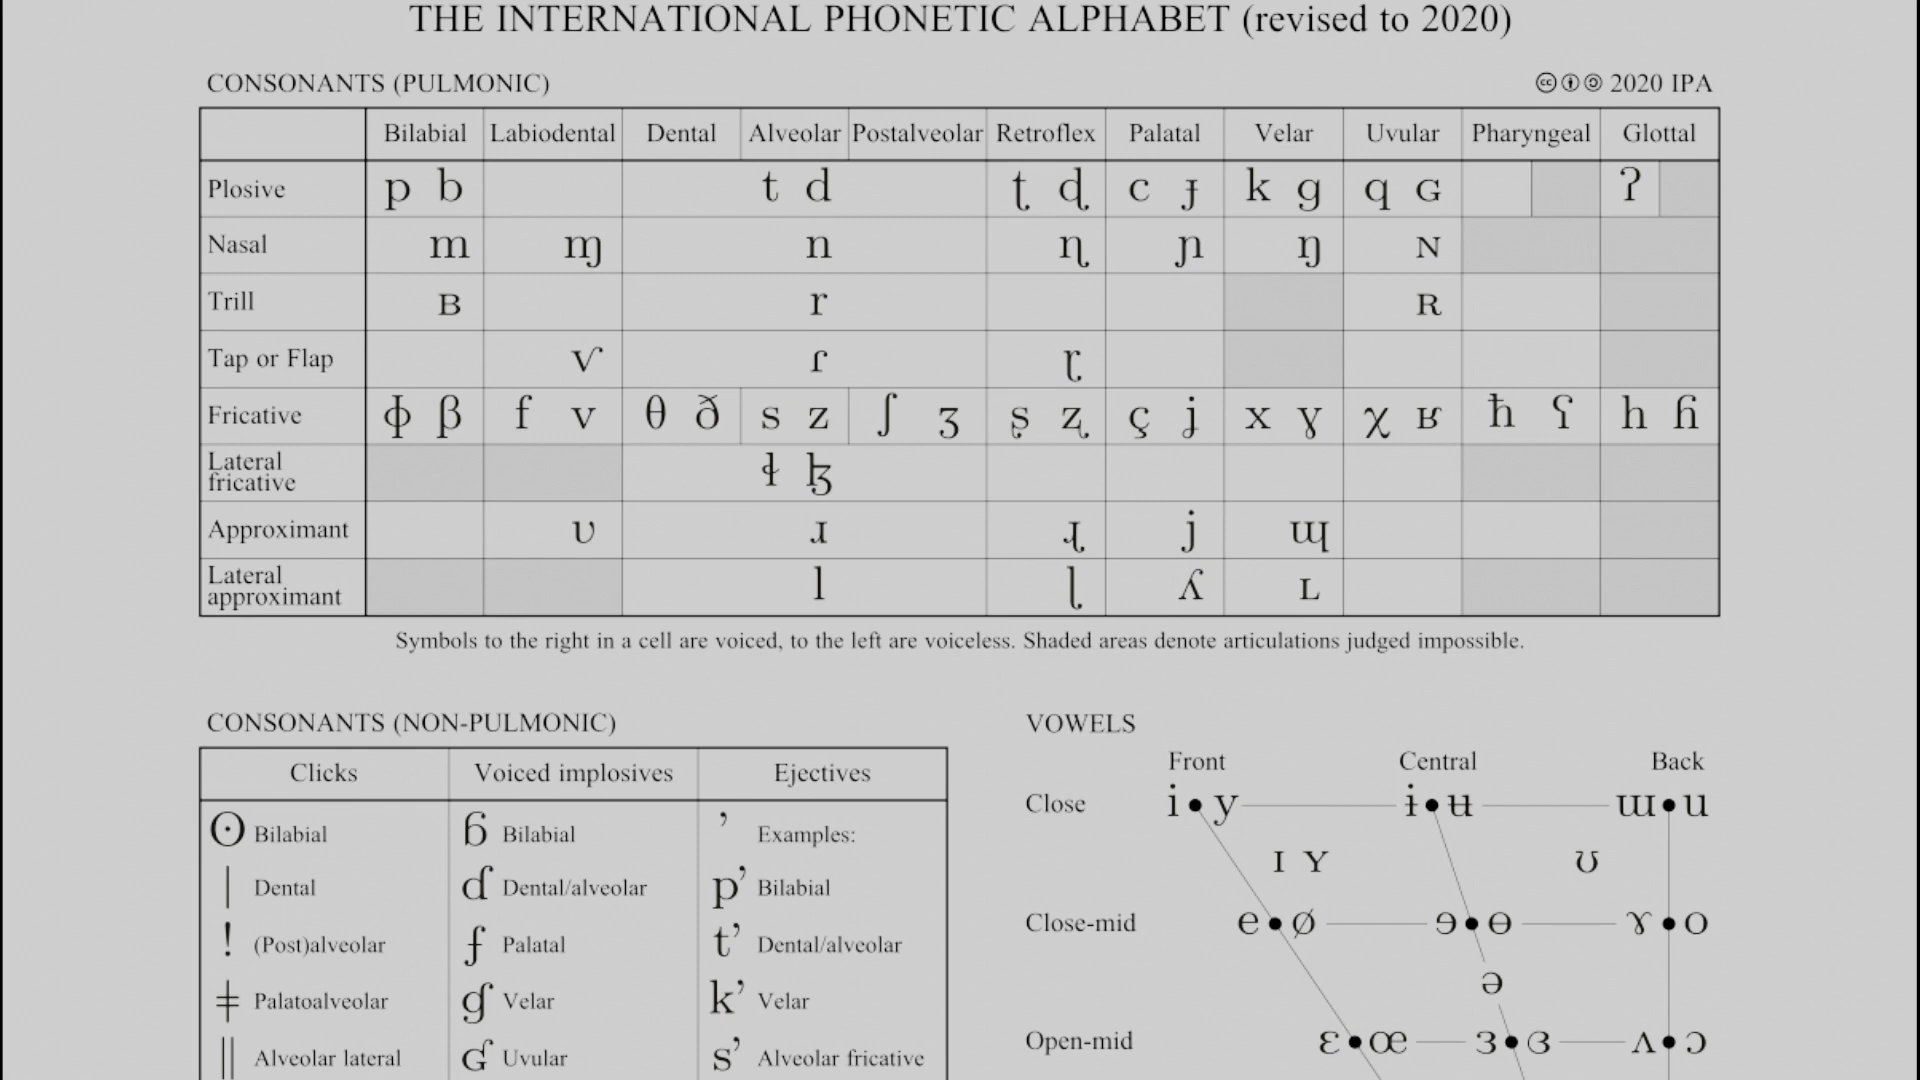 THE INTERNATIONAL PHONETIC ALPHABET (revised to 2020)
CONSONANTS (PULMONIC) 🅭🅯🄎 2020 IPA
Bilabial Labiodental Dental Alveolar Postalveolar Retroflex Palatal Velar Uvular Pharyngeal Glottal
Plosive p b t d ʈ ɖ c ɟ k ɡ q ɢ ʔ
Nasal m ɱ n ɳ ɲ ŋ ɴ
Trill ʙ r ʀ
Tap or Flap ⱱ ɾ ɽ
Fricative ɸ β f v θ ð s z ʃ ʒ ʂ ʐ ç ʝ x ɣ χ ʁ ħ ʕ h ɦ
Lateral
fricative ɬ ɮ
Approximant ʋ ɹ ɻ j ɰ
Lateral
approximant l ɭ ʎ ʟ
Symbols to the right in a cell are voiced, to the left are voiceless. Shaded areas denote articulations judged impossible.
CONSONANTS (NON-PULMONIC)
Clicks Voiced implosives Ejectives
ʘ Bilabial ɓ Bilabial ʼ Examples:
ǀ Dental ɗ Dental/alveolar pʼ Bilabial
ǃ (Post)alveolar ʄ Palatal tʼ Dental/alveolar
ǂ Palatoalveolar ɠ Velar kʼ Velar
ǁ Alveolar lateral ʛ Uvular sʼ Alveolar fricative
VOWELS
Front Central Back
Close i y ɨ ʉ ɯ u
ɪ ʏ ʊ
Close-mid e ø ɘ ɵ ɤ o
ə
Open-mid ɛ œ ɜ ɞ ʌ ɔ